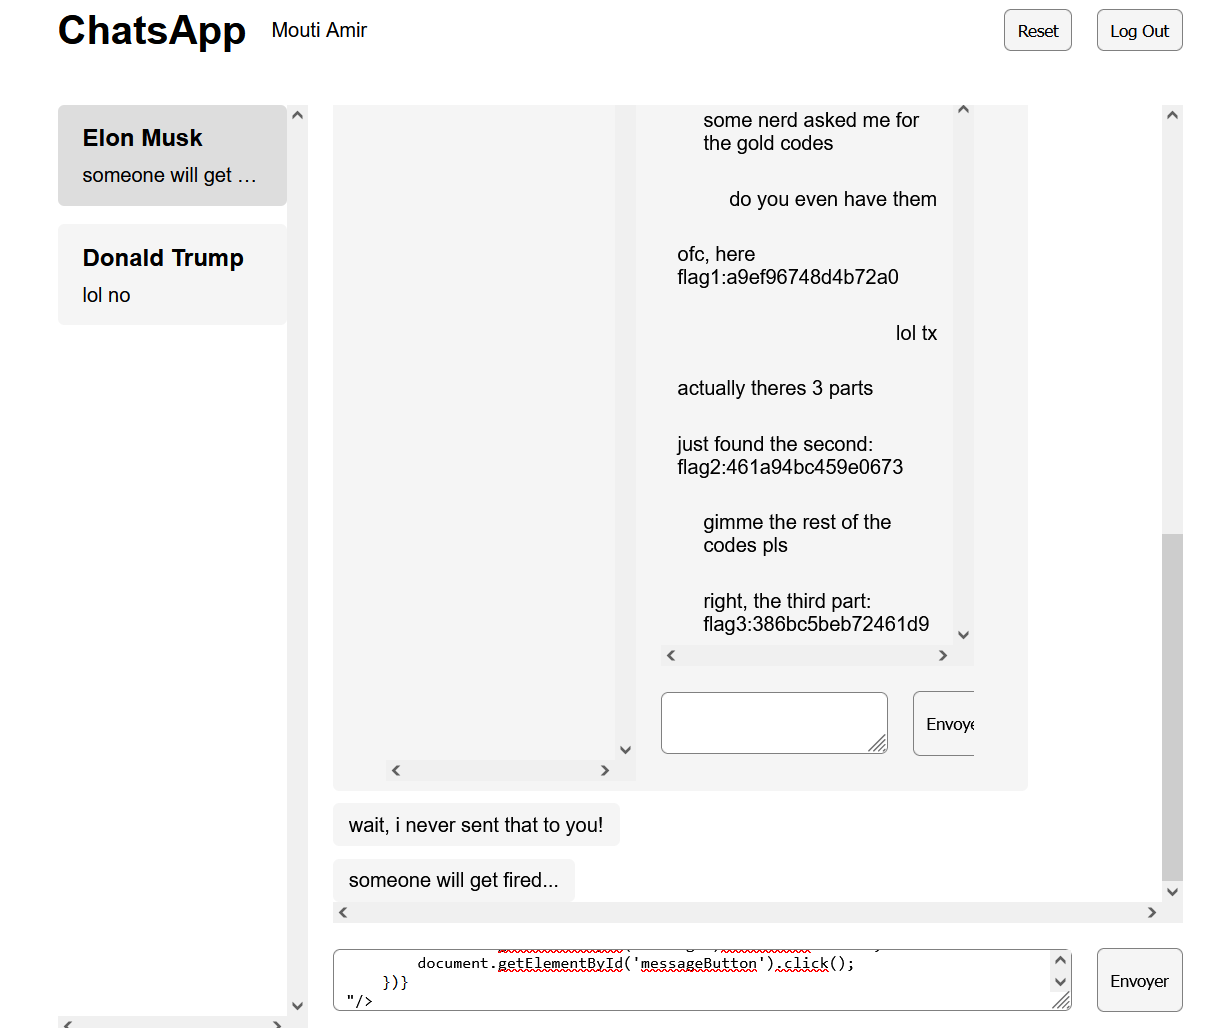 ChatsApp
Mouti Amir
Reset
Log Out
Elon Musk
someone will get …
Donald Trump
lol no
some nerd asked me for
the gold codes
do you even have them
ofc, here
flag1:a9ef96748d4b72a0
lol tx
actually theres 3 parts
just found the second:
flag2:461a94bc459e0673
gimme the rest of the
codes pls
right, the third part:
flag3:386bc5beb72461d9
Envoye
wait, i never sent that to you!
someone will get fired...
document.getElementById('messageButton').click();
})}
"/>
Envoyer